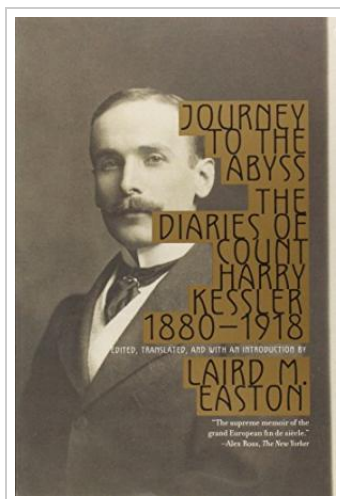 JOURNEY
TO THE
ABYSS
THE
DIARIES OF
COUNT
HARRY
KESSLER
1880–1918
EDITED, TRANSLATED, AND WITH AN INTRODUCTION BY
LAIRD M.
EASTON
"The supreme memoir of the
grand European fin de siècle."
–Alex Ross, The New Yorker